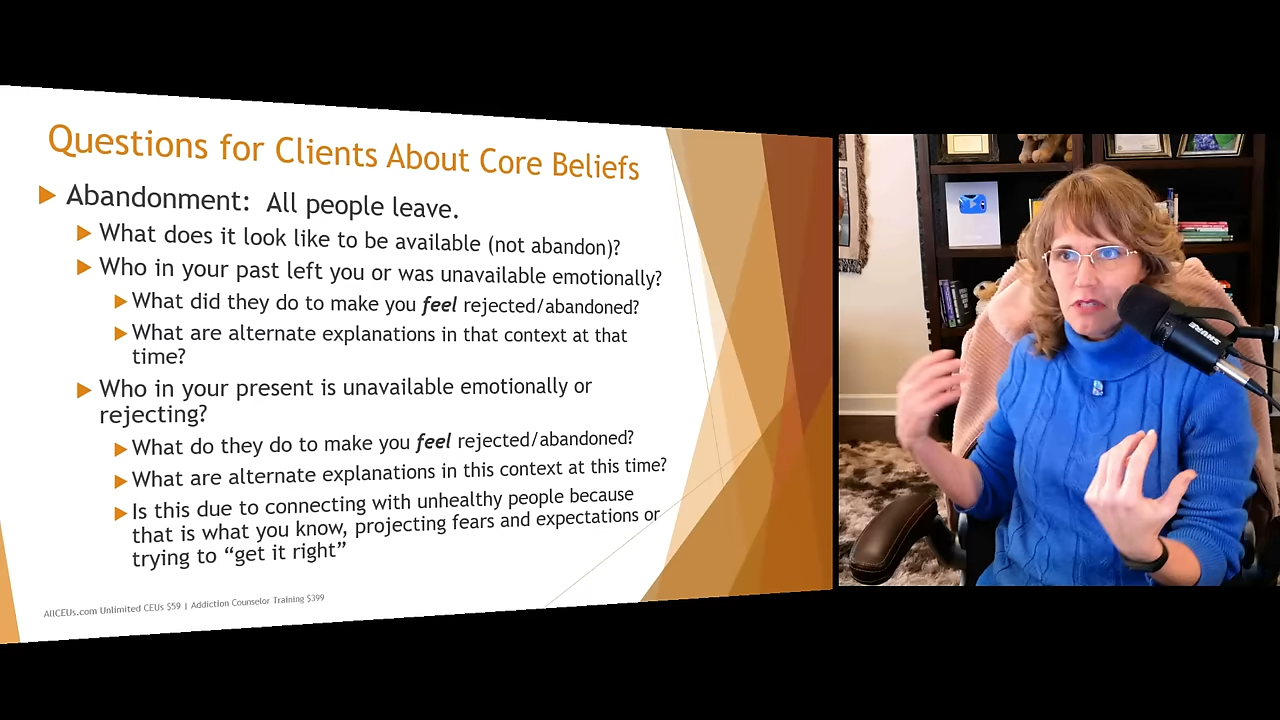 Questions for Clients About Core Beliefs
Abandonment: All people leave.
What does it look like to be available (not abandon)?
Who in your past left you or was unavailable emotionally?
What did they do to make you feel rejected/abandoned?
What are alternate explanations in that context at that
time?
Who in your present is unavailable emotionally or
rejecting?
What do they do to make you feel rejected/abandoned?
What are alternate explanations in this context at this time?
Is this due to connecting with unhealthy people because
that is what you know, projecting fears and expectations or
trying to “get it right”
AllCEUs.com Unlimited CEUs $59 | Addiction Counselor Training $399
SHURE